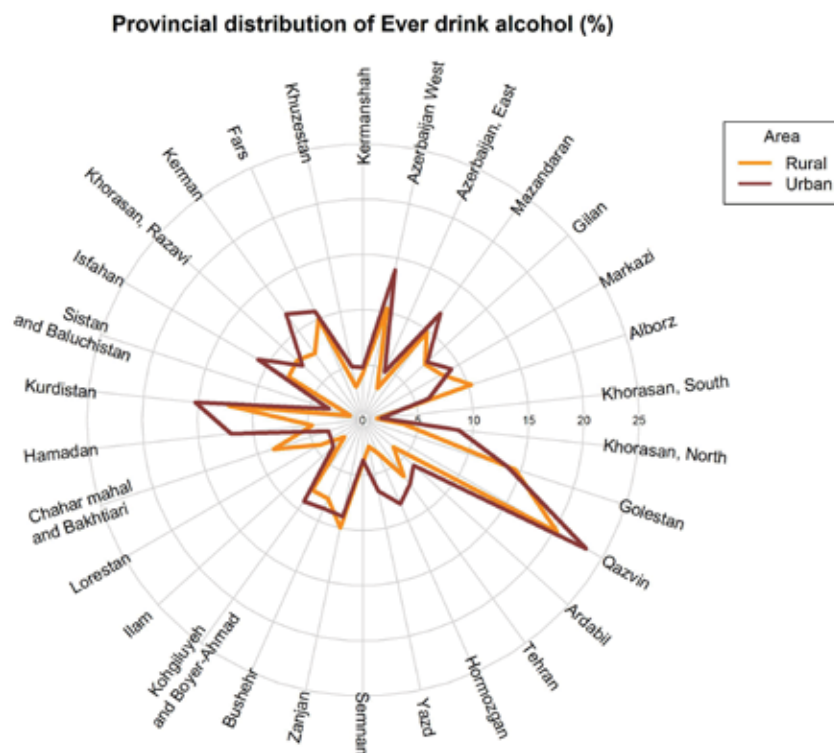 Provincial distribution of Ever drink alcohol (%)
Area
Rural
Urban
Kermanshah
Azerbaijan West
Azerbaijan, East
Mazandaran
Gilan
Markazi
Alborz
Khorasan, South
Khorasan, North
Golestan
Qazvin
Ardabil
Tehran
Hormozgan
Yazd
Semnan
Zanjan
Bushehr
Kohgiluyeh
and Boyer-Ahmad
Ilam
Lorestan
Chahar mahal
and Bakhtiari
Hamadan
Kurdistan
Sistan
and Baluchistan
Isfahan
Khorasan, Razavi
Kerman
Fars
Khuzestan
0 5 10 15 20 25